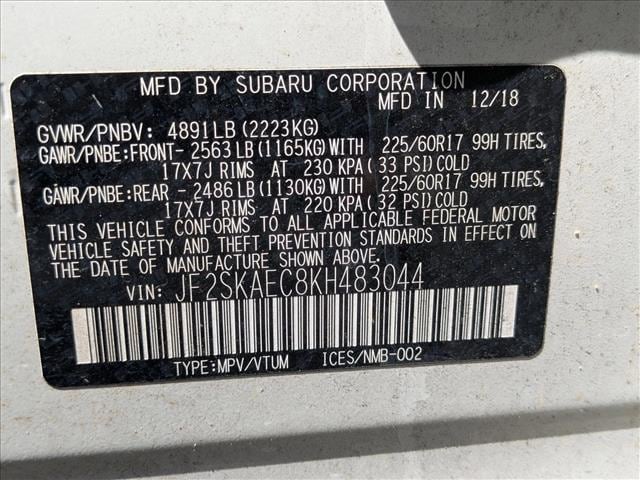 MFD BY SUBARU CORPORATION
MFD IN 12/18
GVWR/PNBV: 4891LB(2223KG)
GAWR/PNBE:FRONT- 2563LB(1165KG)WITH 225/60R17 99H TIRES,
17X7J RIMS AT 230 KPA(33 PSI)COLD
GAWR/PNBE:REAR - 2486LB(1130KG)WITH 225/60R17 99H TIRES,
17X7J RIMS AT 220 KPA(32 PSI)COLD
THIS VEHICLE CONFORMS TO ALL APPLICABLE FEDERAL MOTOR
VEHICLE SAFETY AND THEFT PREVENTION STANDARDS IN EFFECT ON
THE DATE OF MANUFACTURE SHOWN ABOVE.
VIN: JF2SKAEC8KH483044
TYPE:MPV/VTUM ICES/NMB-002